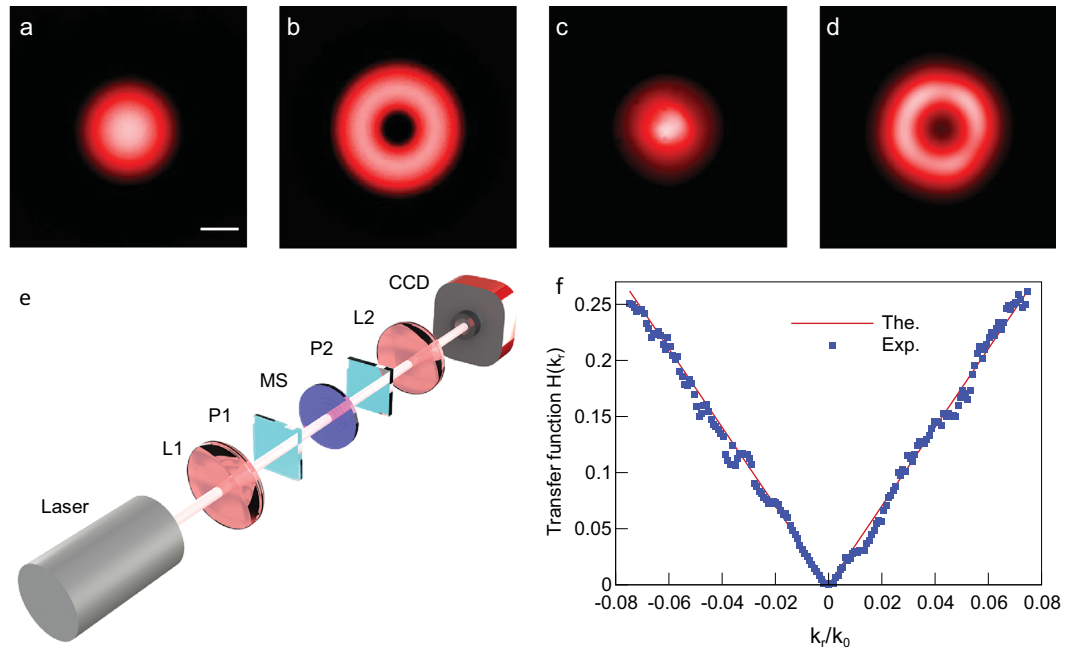 a
b
c
d
e
CCD
L2
P2
MS
P1
L1
Laser
f
Transfer function H(kᵣ)
0.25
0.2
0.15
0.1
0.05
0
The.
Exp.
-0.08 -0.06 -0.04 -0.02 0 0.02 0.04 0.06 0.08
kᵣ/k₀